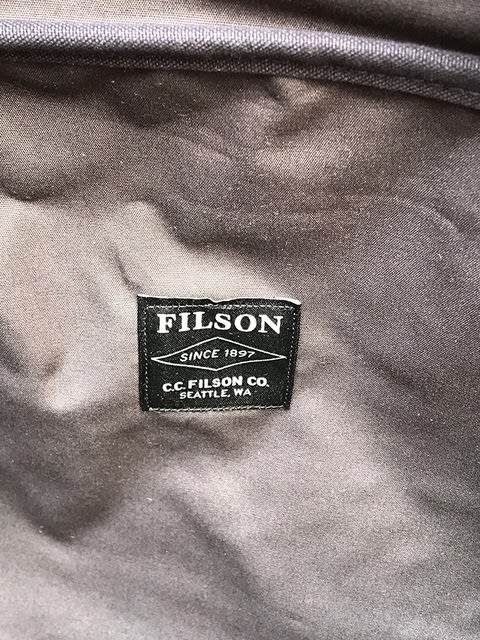 FILSON
SINCE 1897
C.C. FILSON CO.
SEATTLE, WA